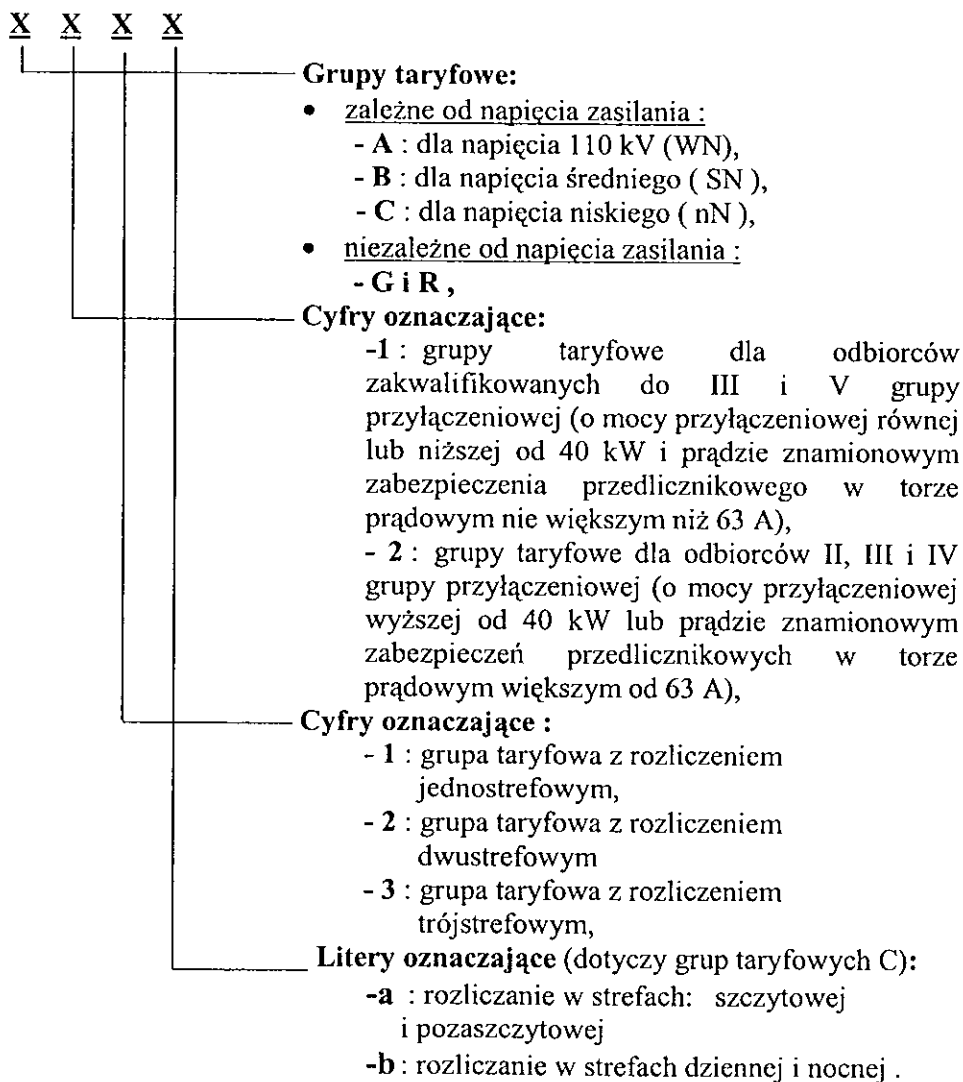 X X X X
Grupy taryfowe:
• zależne od napięcia zasilania :
- A : dla napięcia 110 kV (WN),
- B : dla napięcia średniego ( SN ),
- C : dla napięcia niskiego ( nN ),
• niezależne od napięcia zasilania :
- G i R ,
Cyfry oznaczające:
-1 : grupy taryfowe dla odbiorców
zakwalifikowanych do III i V grupy
przyłączeniowej (o mocy przyłączeniowej równej
lub niższej od 40 kW i prądzie znamionowym
zabezpieczenia przedlicznikowego w torze
prądowym nie większym niż 63 A),
- 2 : grupy taryfowe dla odbiorców II, III i IV
grupy przyłączeniowej (o mocy przyłączeniowej
wyższej od 40 kW lub prądzie znamionowym
zabezpieczeń przedlicznikowych w torze
prądowym większym od 63 A),
Cyfry oznaczające :
- 1 : grupa taryfowa z rozliczeniem
jednostrefowym,
- 2 : grupa taryfowa z rozliczeniem
dwustrefowym
- 3 : grupa taryfowa z rozliczeniem
trójstrefowym,
Litery oznaczające (dotyczy grup taryfowych C):
-a : rozliczanie w strefach: szczytowej
i pozaszczytowej
-b : rozliczanie w strefach dziennej i nocnej .